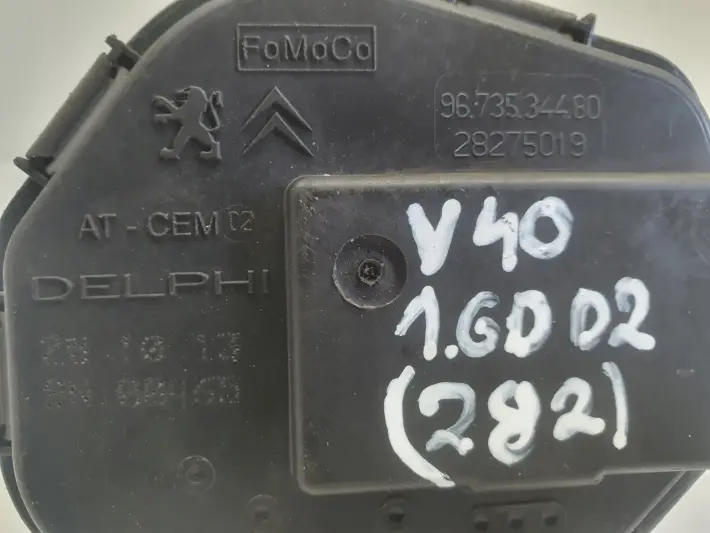 FoMoCo
96.735.344.80
28275019
AT - CEM 02
DELPHI
V40
1.6D D2
(282)